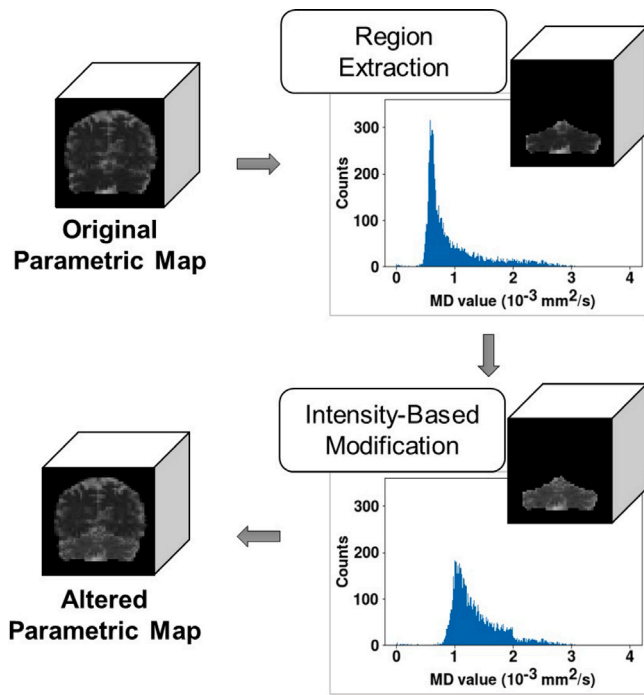 Region
Extraction
300
200
100
0
Counts
0 1 2 3 4
MD value (10⁻³ mm²/s)
Original
Parametric Map
Intensity-Based
Modification
300
200
100
0
Counts
0 1 2 3 4
MD value (10⁻³ mm²/s)
Altered
Parametric Map